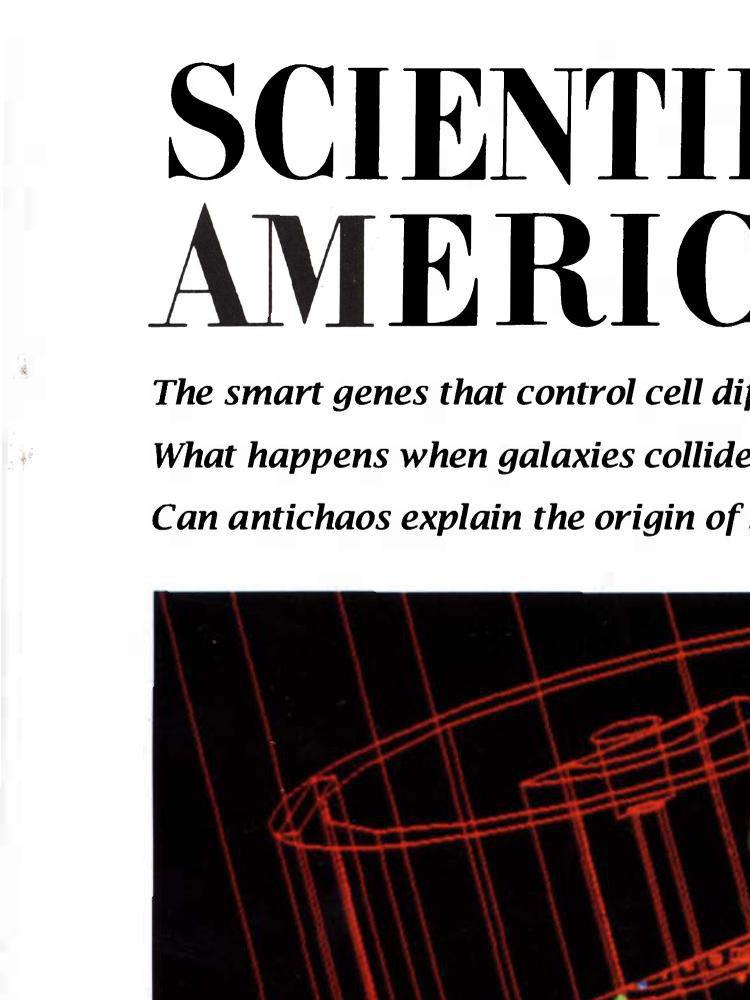 SCIENTI
AMERIC
The smart genes that control cell dif
What happens when galaxies collide
Can antichaos explain the origin of